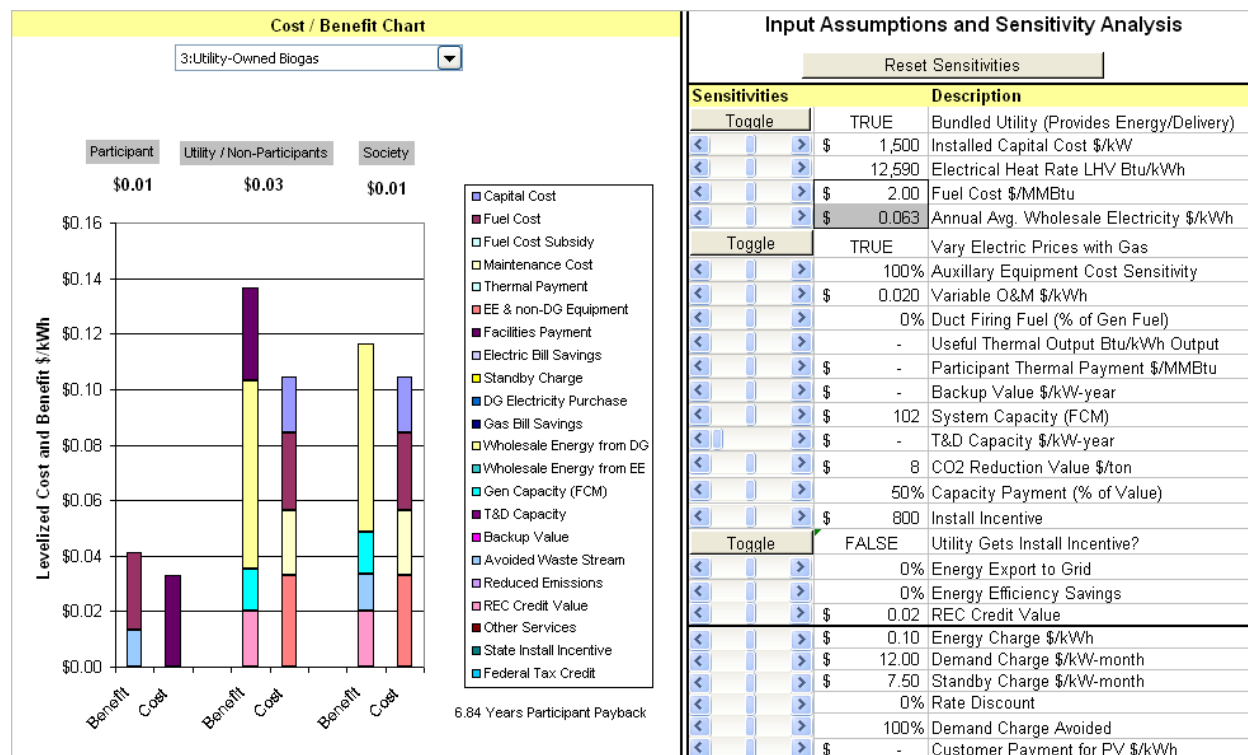 Cost / Benefit Chart
3:Utility-Owned Biogas
Participant
Utility / Non-Participants
Society
$0.01
$0.03
$0.01
$0.16
$0.14
$0.12
$0.10
$0.08
$0.06
$0.04
$0.02
$0.00
Levelized Cost and Benefit $/kWh
Benefit
Cost
Benefit
Cost
Benefit
Cost
Capital Cost
Fuel Cost
Fuel Cost Subsidy
Maintenance Cost
Thermal Payment
EE & non-DG Equipment
Facilities Payment
Electric Bill Savings
Standby Charge
DG Electricity Purchase
Gas Bill Savings
Wholesale Energy from DG
Wholesale Energy from EE
Gen Capacity (FCM)
T&D Capacity
Backup Value
Avoided Waste Stream
Reduced Emissions
REC Credit Value
Other Services
State Install Incentive
Federal Tax Credit
6.84 Years Participant Payback
Input Assumptions and Sensitivity Analysis
Reset Sensitivities
Sensitivities Description
Toggle TRUE Bundled Utility (Provides Energy/Delivery)
$ 1,500 Installed Capital Cost $/kW
12,590 Electrical Heat Rate LHV Btu/kWh
$ 2.00 Fuel Cost $/MMBtu
$ 0.063 Annual Avg. Wholesale Electricity $/kWh
Toggle TRUE Vary Electric Prices with Gas
100% Auxillary Equipment Cost Sensitivity
$ 0.020 Variable O&M $/kWh
0% Duct Firing Fuel (% of Gen Fuel)
- Useful Thermal Output Btu/kWh Output
$ - Participant Thermal Payment $/MMBtu
$ - Backup Value $/kW-year
$ 102 System Capacity (FCM)
$ - T&D Capacity $/kW-year
$ 8 CO2 Reduction Value $/ton
50% Capacity Payment (% of Value)
$ 800 Install Incentive
Toggle FALSE Utility Gets Install Incentive?
0% Energy Export to Grid
0% Energy Efficiency Savings
$ 0.02 REC Credit Value
$ 0.10 Energy Charge $/kWh
$ 12.00 Demand Charge $/kW-month
$ 7.50 Standby Charge $/kW-month
0% Rate Discount
100% Demand Charge Avoided
$ - Customer Payment for PV $/kWh